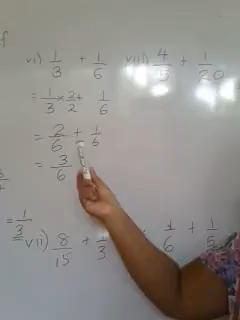 f
vi) 1/3 + 1/6
= 1/3 × 2/2 + 1/6
= 2/6 + 1/6
= 3/6
= 1/3
vii) 8/15 + 1/3
viii) 4/5 + 1/20
1/6 + 1/5